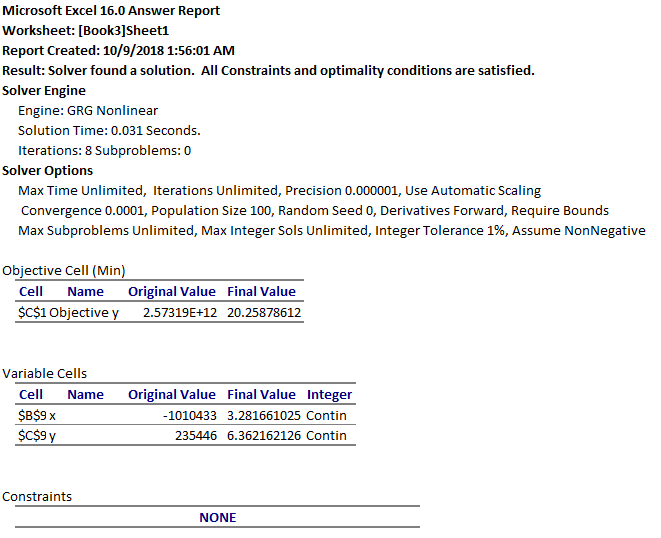 Microsoft Excel 16.0 Answer Report
Worksheet: [Book3]Sheet1
Report Created: 10/9/2018 1:56:01 AM
Result: Solver found a solution.  All Constraints and optimality conditions are satisfied.
Solver Engine
Engine: GRG Nonlinear
Solution Time: 0.031 Seconds.
Iterations: 8 Subproblems: 0
Solver Options
Max Time Unlimited,  Iterations Unlimited, Precision 0.000001, Use Automatic Scaling
Convergence 0.0001, Population Size 100, Random Seed 0, Derivatives Forward, Require Bounds
Max Subproblems Unlimited, Max Integer Sols Unlimited, Integer Tolerance 1%, Assume NonNegative
Objective Cell (Min)
Cell Name Original Value Final Value
$C$1 Objective y 2.57319E+12 20.25878612
Variable Cells
Cell Name Original Value Final Value Integer
$B$9 x -1010433 3.281661025 Contin
$C$9 y 235446 6.362162126 Contin
Constraints
NONE